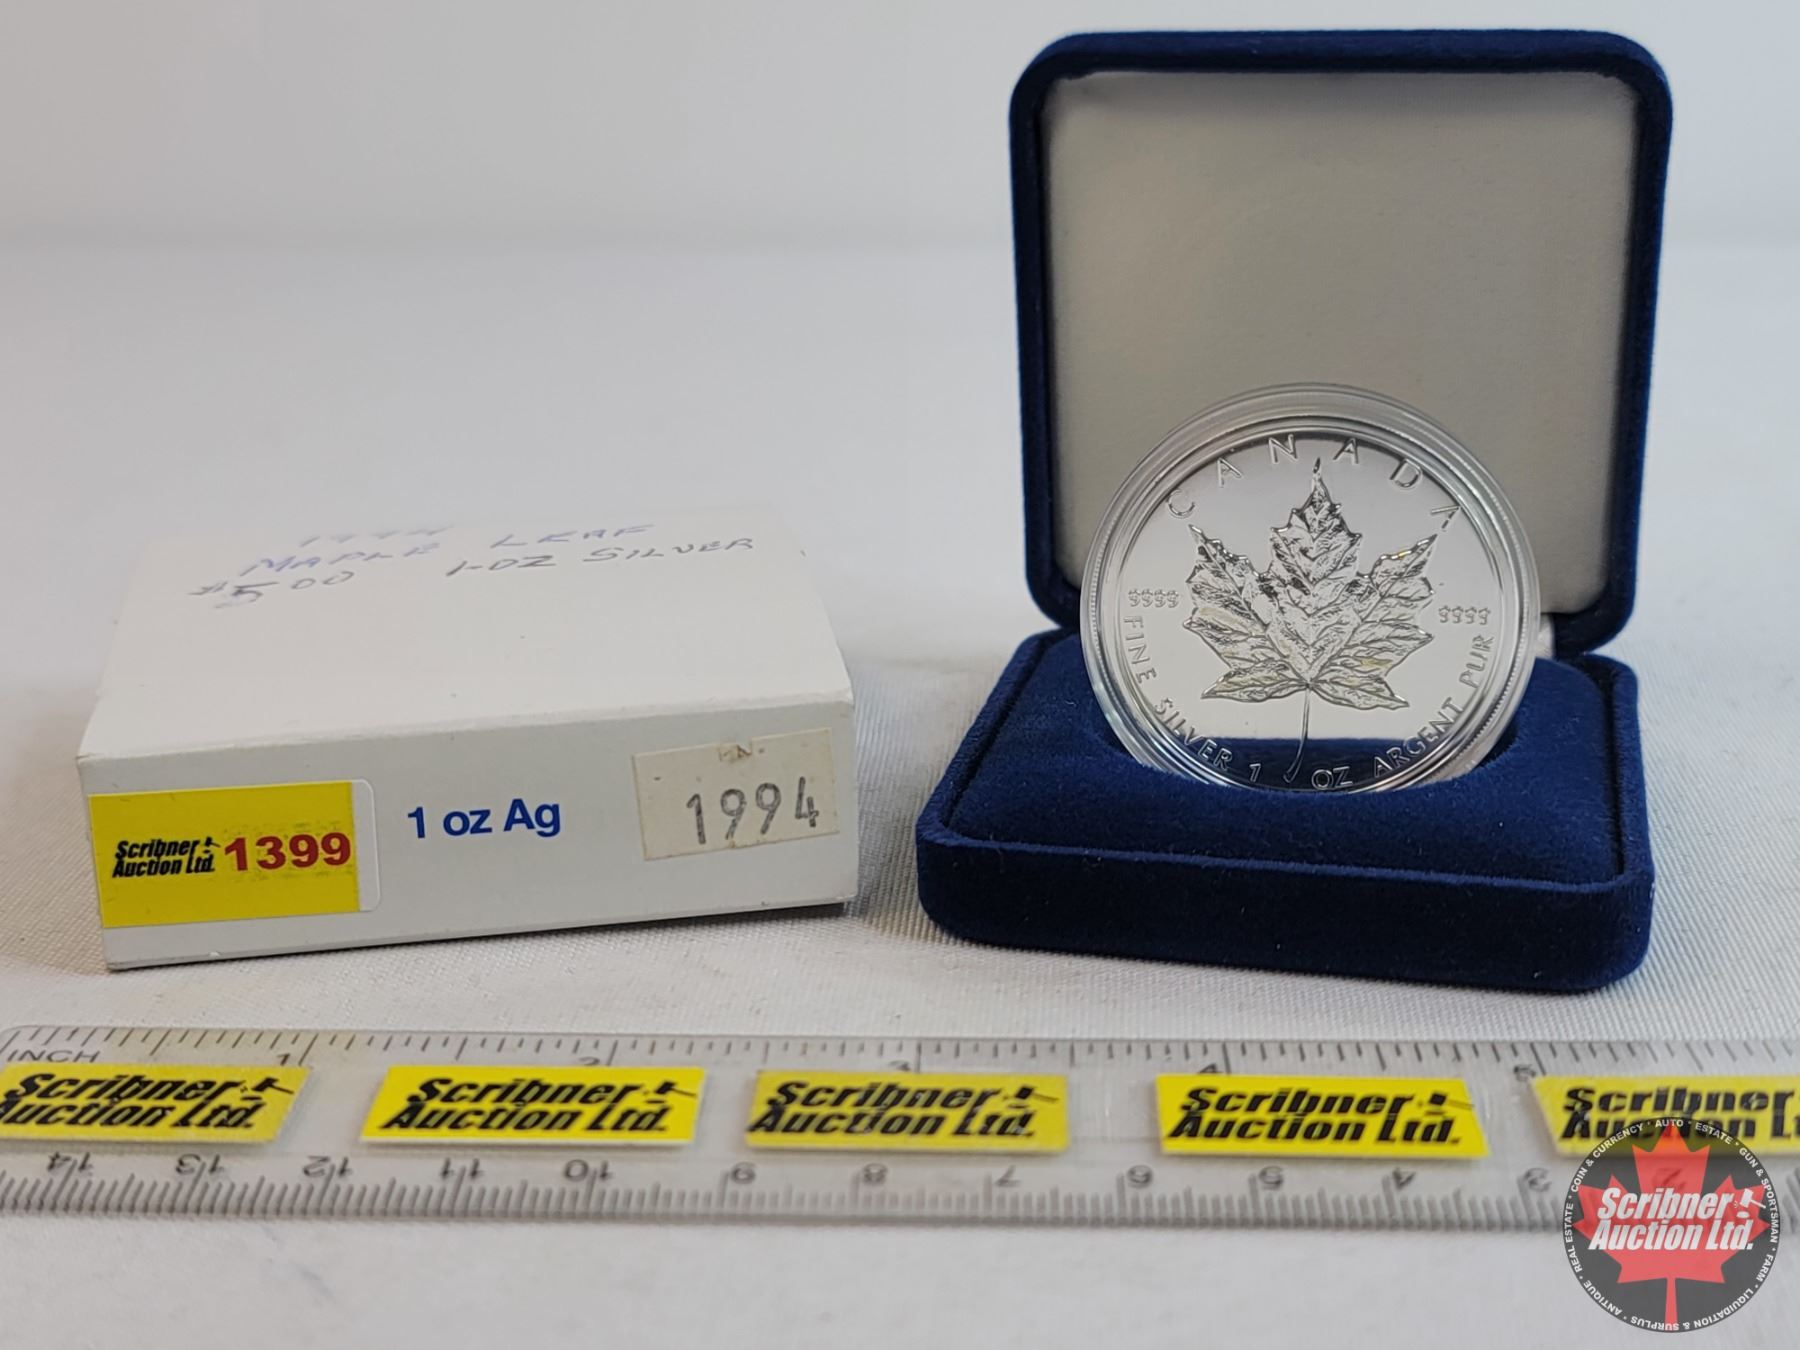 1994
MAPLE LEAF
$5.00 1-OZ SILVER
Scribner
Auction Ltd.
1399
1 oz Ag
1994
CANADA
9999
9999
FINE SILVER 1 OZ ARGENT PUR
INCH 1 2 3 4 5
Scribner
Auction Ltd.
Scribner
Auction Ltd.
Scribner
Auction Ltd.
Scribner
Auction Ltd.
Scribner
Auction Lt
14 13 12 11 10 9 8 7 6 5 4 3 2
REAL ESTATE · COIN & CURRENCY · AUTO · ESTATE · GUN & SPORTSMAN · FARM · LIQUIDATION & SURPLUS · ANTIQUE ·
Scribner
Auction Ltd.